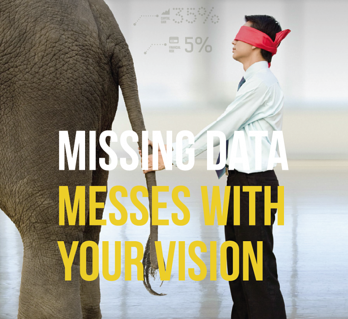 35%
5%
MISSING DATA
MESSES WITH
YOUR VISION